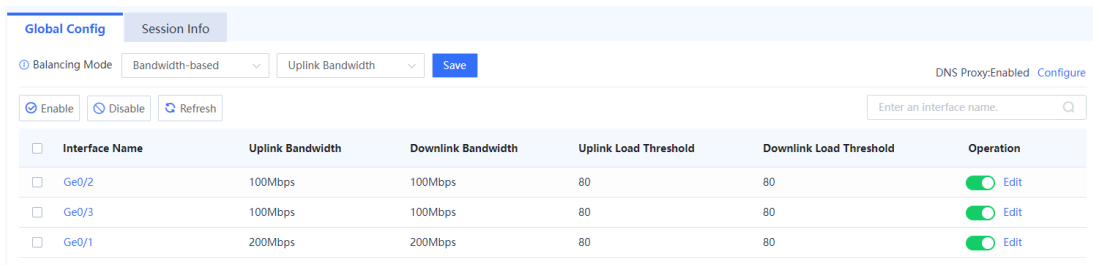 Global Config Session Info
Balancing Mode Bandwidth-based Uplink Bandwidth Save
DNS Proxy:Enabled Configure
Enable Disable Refresh Enter an interface name.
Interface Name Uplink Bandwidth Downlink Bandwidth Uplink Load Threshold Downlink Load Threshold Operation
Ge0/2 100Mbps 100Mbps 80 80 Edit
Ge0/3 100Mbps 100Mbps 80 80 Edit
Ge0/1 200Mbps 200Mbps 80 80 Edit